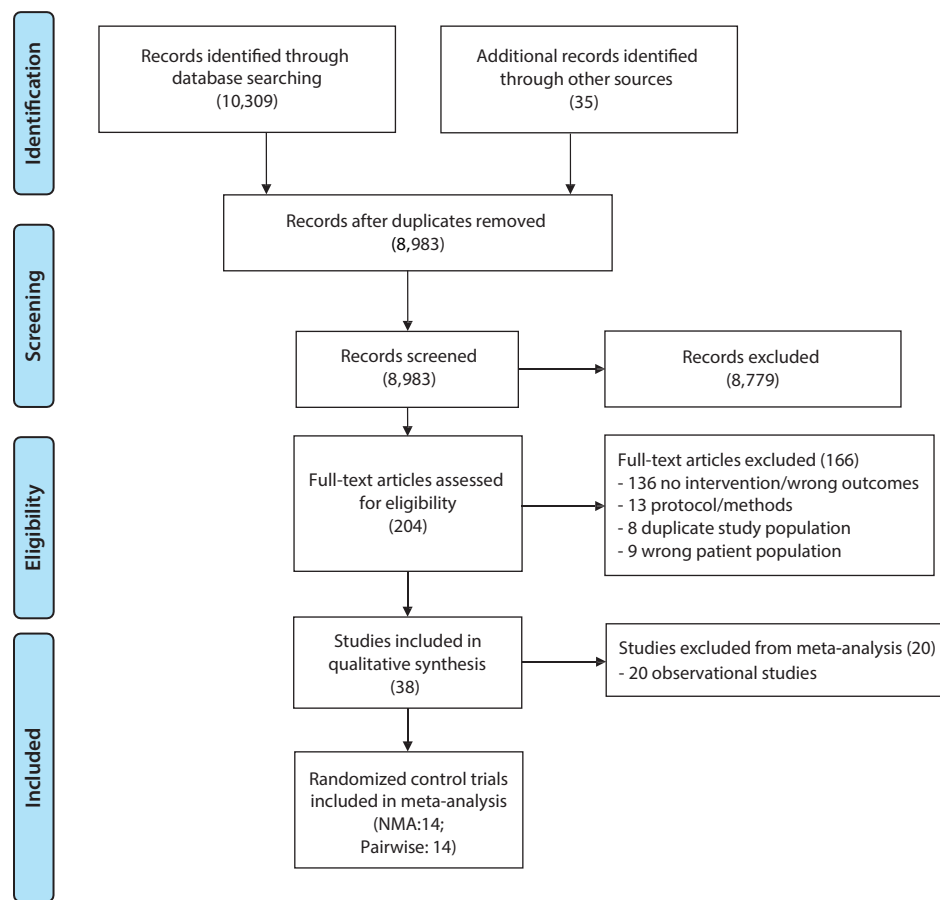 Identification
Records identified through
database searching
(10,309)
Additional records identified
through other sources
(35)
Records after duplicates removed
(8,983)
Screening
Records screened
(8,983)
Records excluded
(8,779)
Eligibility
Full-text articles assessed
for eligibility
(204)
Full-text articles excluded (166)
- 136 no intervention/wrong outcomes
- 13 protocol/methods
- 8 duplicate study population
- 9 wrong patient population
Included
Studies included in
qualitative synthesis
(38)
Studies excluded from meta-analysis (20)
- 20 observational studies
Randomized control trials
included in meta-analysis
(NMA:14;
Pairwise: 14)